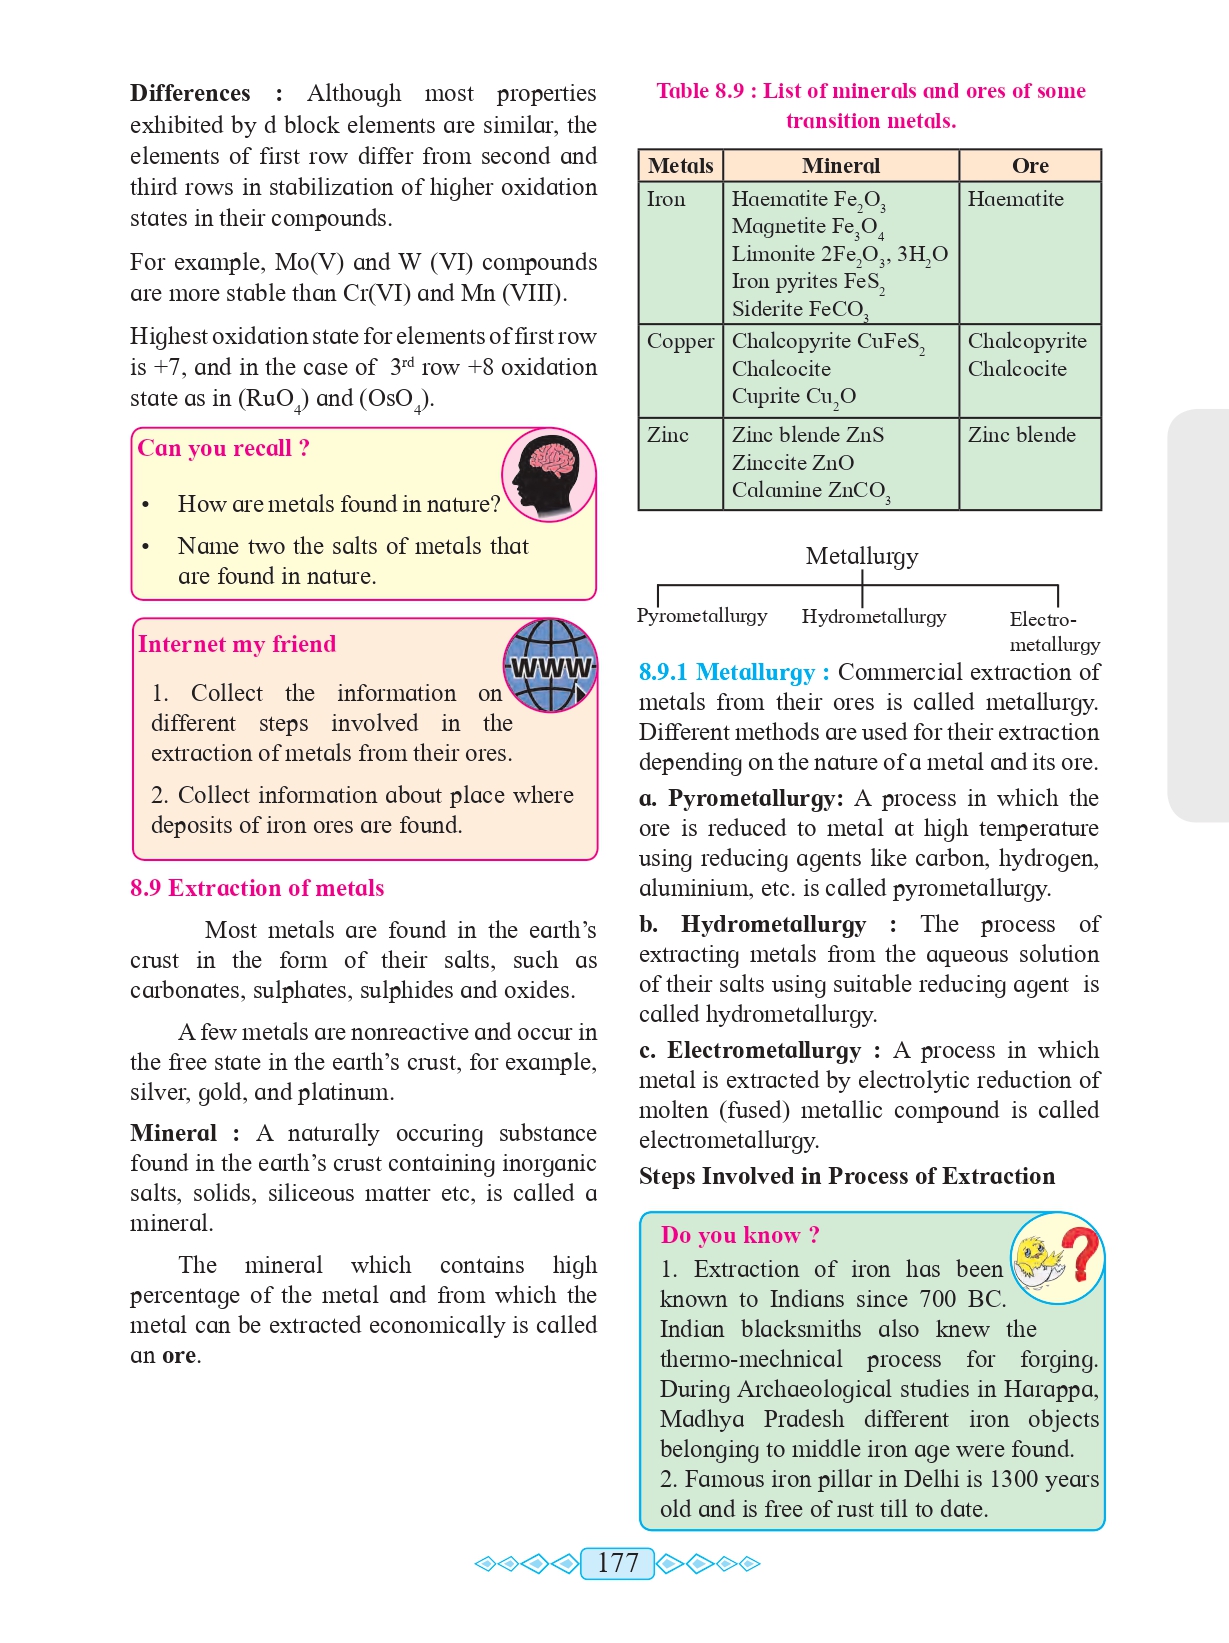 Differences : Although most properties
exhibited by d block elements are similar, the
elements of first row differ from second and
third rows in stabilization of higher oxidation
states in their compounds.
For example, Mo(V) and W (VI) compounds
are more stable than Cr(VI) and Mn (VIII).
Highest oxidation state for elements of first row
is +7, and in the case of 3rd row +8 oxidation
state as in (RuO4) and (OsO4).
Can you recall ?
• How are metals found in nature?
• Name two the salts of metals that
are found in nature.
Internet my friend
WWW
1. Collect the information on
different steps involved in the
extraction of metals from their ores.
2. Collect information about place where
deposits of iron ores are found.
8.9 Extraction of metals
Most metals are found in the earth’s
crust in the form of their salts, such as
carbonates, sulphates, sulphides and oxides.
A few metals are nonreactive and occur in
the free state in the earth’s crust, for example,
silver, gold, and platinum.
Mineral : A naturally occuring substance
found in the earth’s crust containing inorganic
salts, solids, siliceous matter etc, is called a
mineral.
The mineral which contains high
percentage of the metal and from which the
metal can be extracted economically is called
an ore.
Table 8.9 : List of minerals and ores of some
transition metals.
Metals Mineral Ore
Iron Haematite Fe2O3 Haematite
Magnetite Fe3O4
Limonite 2Fe2O3, 3H2O
Iron pyrites FeS2
Siderite FeCO3
Copper Chalcopyrite CuFeS2 Chalcopyrite
Chalcocite Chalcocite
Cuprite Cu2O
Zinc Zinc blende ZnS Zinc blende
Zinccite ZnO
Calamine ZnCO3
Metallurgy
Pyrometallurgy Hydrometallurgy Electro-
metallurgy
8.9.1 Metallurgy : Commercial extraction of
metals from their ores is called metallurgy.
Different methods are used for their extraction
depending on the nature of a metal and its ore.
a. Pyrometallurgy: A process in which the
ore is reduced to metal at high temperature
using reducing agents like carbon, hydrogen,
aluminium, etc. is called pyrometallurgy.
b. Hydrometallurgy : The process of
extracting metals from the aqueous solution
of their salts using suitable reducing agent is
called hydrometallurgy.
c. Electrometallurgy : A process in which
metal is extracted by electrolytic reduction of
molten (fused) metallic compound is called
electrometallurgy.
Steps Involved in Process of Extraction
Do you know ?
1. Extraction of iron has been
known to Indians since 700 BC.
Indian blacksmiths also knew the
thermo-mechnical process for forging.
During Archaeological studies in Harappa,
Madhya Pradesh different iron objects
belonging to middle iron age were found.
2. Famous iron pillar in Delhi is 1300 years
old and is free of rust till to date.
177